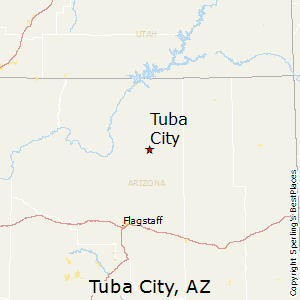 UTAH
Tuba
City
ARIZONA
Flagstaff
Tuba City, AZ
Copyright Sperling's BestPlaces